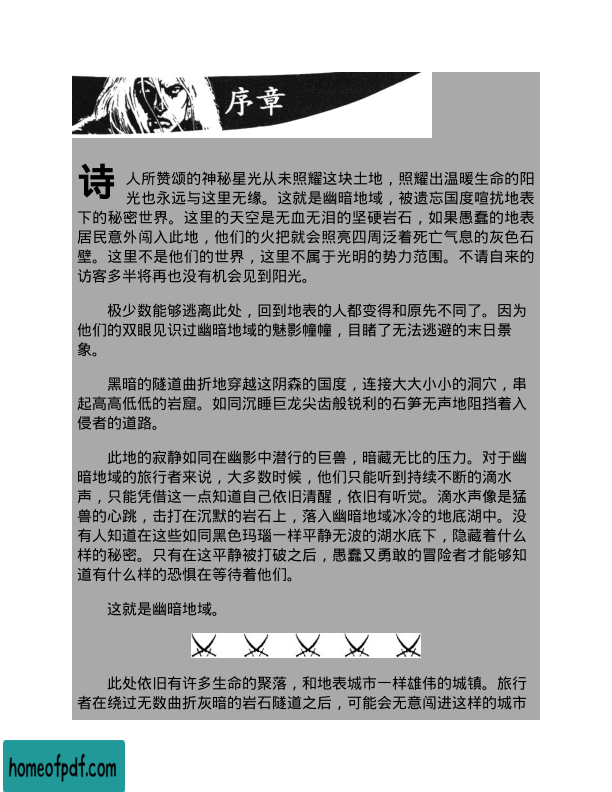 序章
诗人所赞颂的神秘星光从未照耀这块土地，照耀出温暖生命的阳
光也永远与这里无缘。这就是幽暗地域，被遗忘国度喧扰地表
下的秘密世界。这里的天空是无血无泪的坚硬岩石，如果愚蠢的地表
居民意外闯入此地，他们的火把就会照亮四周泛着死亡气息的灰色石
壁。这里不是他们的世界，这里不属于光明的势力范围。不请自来的
访客多半将再也没有机会见到阳光。
极少数能够逃离此处，回到地表的人都变得和原先不同了。因为
他们的双眼见识过幽暗地域的魅影幢幢，目睹了无法逃避的末日景
象。
黑暗的隧道曲折地穿越这阴森的国度，连接大大小小的洞穴，串
起高高低低的岩窟。如同沉睡巨龙尖齿般锐利的石笋无声地阻挡着入
侵者的道路。
此地的寂静如同在幽影中潜行的巨兽，暗藏无比的压力。对于幽
暗地域的旅行者来说，大多数时候，他们只能听到持续不断的滴水
声，只能凭借这一点知道自己依旧清醒，依旧有听觉。滴水声像是猛
兽的心跳，击打在沉默的岩石上，落入幽暗地域冰冷的地底湖中。没
有人知道在这些如同黑色玛瑙一样平静无波的湖水底下，隐藏着什么
样的秘密。只有在这平静被打破之后，愚蠢又勇敢的冒险者才能够知
道有什么样的恐惧在等待着他们。
这就是幽暗地域。
此处依旧有许多生命的聚落，和地表城市一样雄伟的城镇。旅行
者在绕过无数曲折灰暗的岩石隧道之后，可能会无意闯进这样的城市
homeofpdf.com